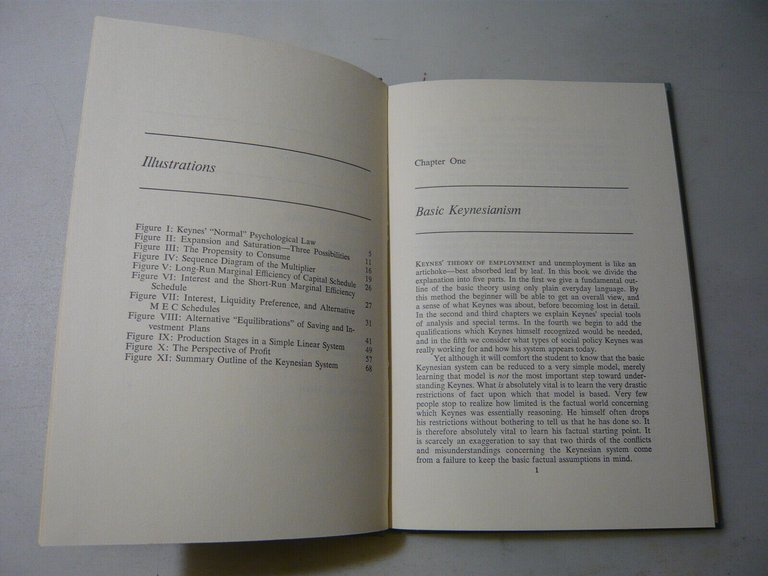 Illustrations
Figure I: Keynes' "Normal" Psychological Law 5
Figure II: Expansion and Saturation—Three Possibilities 11
Figure III: The Propensity to Consume 16
Figure IV: Sequence Diagram of the Multiplier 19
Figure V: Long-Run Marginal Efficiency of Capital Schedule 26
Figure VI: Interest and the Short-Run Marginal Efficiency
Schedule 27
Figure VII: Interest, Liquidity Preference, and Alternative
M E C Schedules 31
Figure VIII: Alternative "Equilibrations" of Saving and In-
vestment Plans 41
Figure IX: Production Stages in a Simple Linear System 49
Figure X: The Perspective of Profit 57
Figure XI: Summary Outline of the Keynesian System 68
Chapter One
Basic Keynesianism
KEYNES' THEORY OF EMPLOYMENT and unemployment is like an
artichoke—best absorbed leaf by leaf. In this book we divide the
explanation into five parts. In the first we give a fundamental out-
line of the basic theory using only plain everyday language. By
this method the beginner will be able to get an overall view, and
a sense of what Keynes was about, before becoming lost in detail.
In the second and third chapters we explain Keynes' special tools
of analysis and special terms. In the fourth we begin to add the
qualifications which Keynes himself recognized would be needed,
and in the fifth we consider what types of social policy Keynes was
really working for and how his system appears today.
Yet although it will comfort the student to know that the basic
Keynesian system can be reduced to a very simple model, merely
learning that model is not the most important step toward under-
standing Keynes. What is absolutely vital is to learn the very drastic
restrictions of fact upon which that model is based. Very few
people stop to realize how limited is the factual world concerning
which Keynes was essentially reasoning. He himself often drops
his restrictions without bothering to tell us that he has done so. It
is therefore absolutely vital to learn his factual starting point. It
is scarcely an exaggeration to say that two thirds of the conflicts
and misunderstandings concerning the Keynesian system come
from a failure to keep the basic factual assumptions in mind.
1